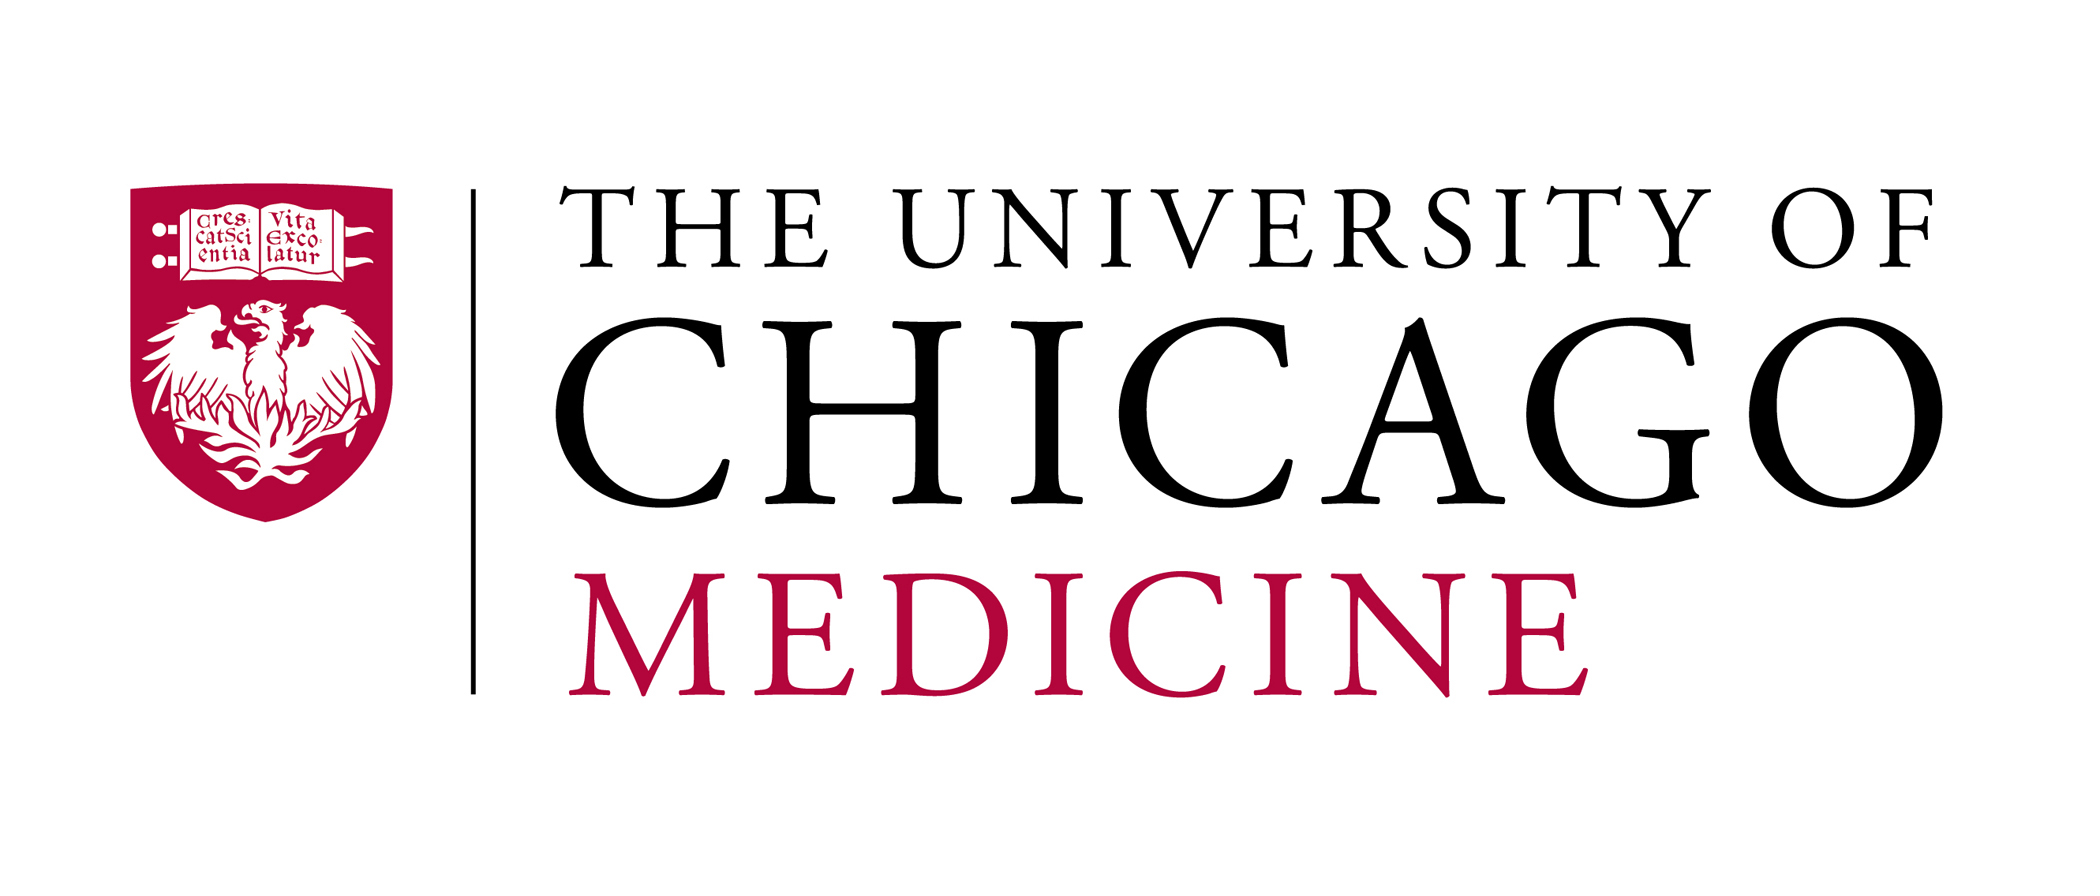 Cres:
catSci
entia
Vita
Exco:
latur
THE UNIVERSITY OF
CHICAGO
MEDICINE